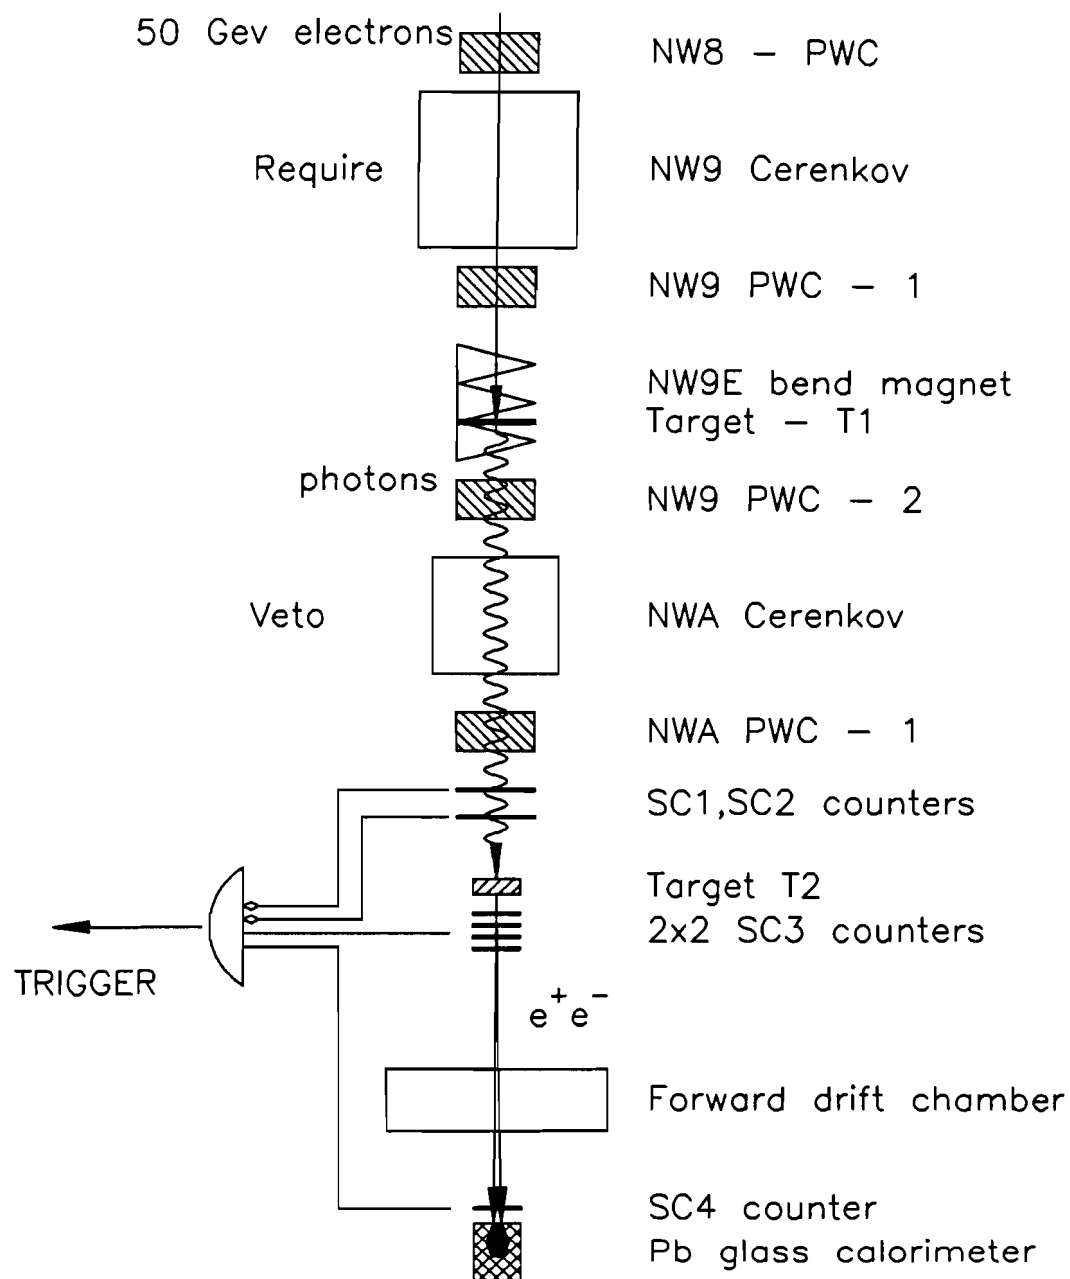 50 Gev electrons
NW8 – PWC
Require
NW9 Cerenkov
NW9 PWC – 1
NW9E bend magnet
Target – T1
photons
NW9 PWC – 2
Veto
NWA Cerenkov
NWA PWC – 1
SC1,SC2 counters
Target T2
2x2 SC3 counters
TRIGGER
e+e−
Forward drift chamber
SC4 counter
Pb glass calorimeter